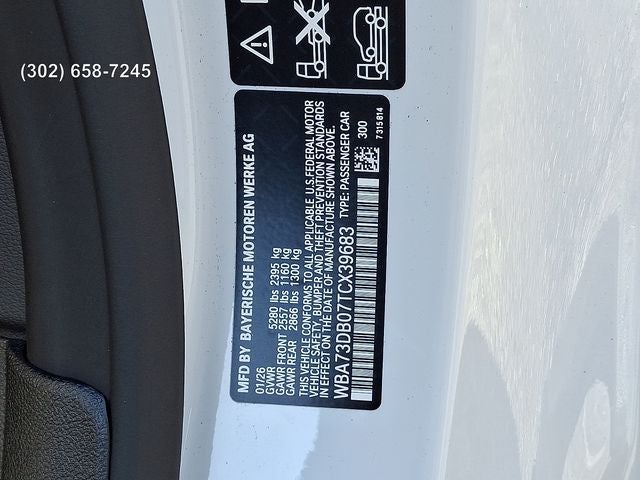 (302) 658-7245
MFD BY BAYERISCHE MOTOREN WERKE AG
01/26
GVWR 5280 lbs 2395 kg
GAWR FRONT 2557 lbs 1160 kg
GAWR REAR 2866 lbs 1300 kg
THIS VEHICLE CONFORMS TO ALL APPLICABLE U.S.FEDERAL MOTOR
VEHICLE SAFETY, BUMPER, AND THEFT PREVENTION STANDARDS
IN EFFECT ON THE DATE OF MANUFACTURE SHOWN ABOVE.
WBA73DB07TCX39683 TYPE: PASSENGER CAR
300
7315814